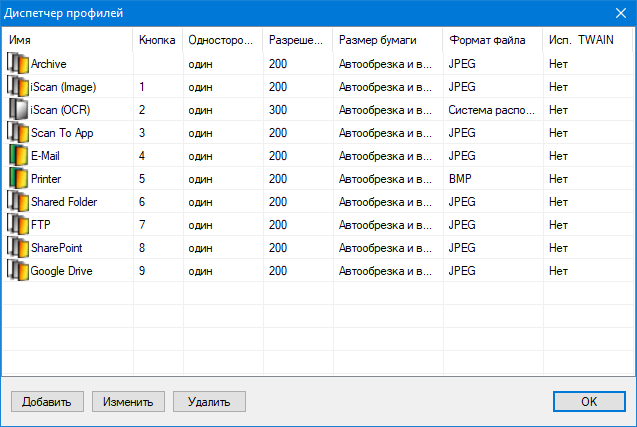 Диспетчер профилей
Имя Кнопка Односторо... Разреше... Размер бумаги Формат файла Исп. TWAIN
Archive один 200 Автообрезка и в... JPEG Нет
iScan (Image) 1 один 200 Автообрезка и в... JPEG Нет
iScan (OCR) 2 один 300 Автообрезка и в... Система распо... Нет
Scan To App 3 один 200 Автообрезка и в... JPEG Нет
E-Mail 4 один 200 Автообрезка и в... JPEG Нет
Printer 5 один 200 Автообрезка и в... BMP Нет
Shared Folder 6 один 200 Автообрезка и в... JPEG Нет
FTP 7 один 200 Автообрезка и в... JPEG Нет
SharePoint 8 один 200 Автообрезка и в... JPEG Нет
Google Drive 9 один 200 Автообрезка и в... JPEG Нет
Добавить Изменить Удалить OK